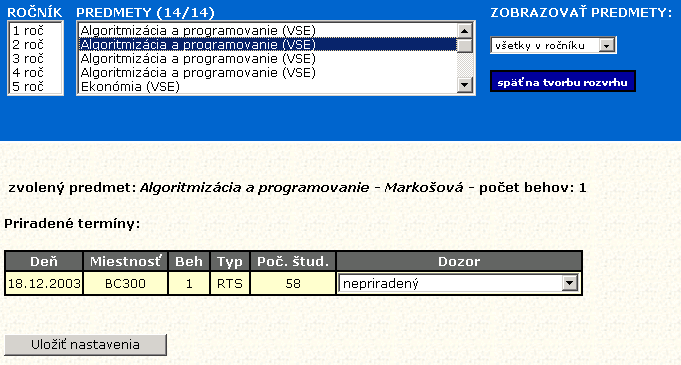 ROČNÍK PREDMETY (14/14) ZOBRAZOVAŤ PREDMETY:
1 roč
2 roč
3 roč
4 roč
5 roč
Algoritmizácia a programovanie (VSE)
Algoritmizácia a programovanie (VSE)
Algoritmizácia a programovanie (VSE)
Algoritmizácia a programovanie (VSE)
Ekonómia (VSE)
všetky v ročníku
späť na tvorbu rozvrhu
zvolený predmet: Algoritmizácia a programovanie - Markošová - počet behov: 1
Priradené termíny:
Deň Miestnosť Beh Typ Poč. štud. Dozor
18.12.2003 BC300 1 RTS 58 nepriradený
Uložiť nastavenia